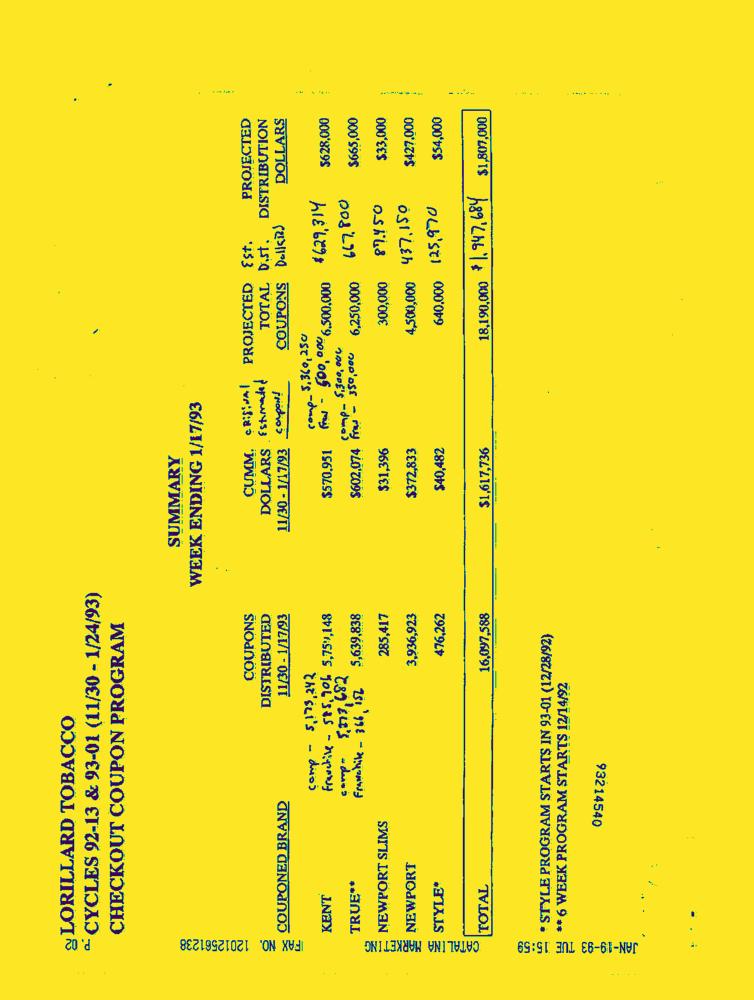 LORILLARD TOBACCO
CYCLES 92-13 & 93-01 (11/30 - 1/24/93)
CHECKOUT COUPON PROGRAM
SUMMARY
WEEK ENDING 1/17/93
COUPONS CUMM. ORIGINAL PROJECTED Est. PROJECTED
DISTRIBUTED DOLLARS Estimated TOTAL Dist. DISTRIBUTION
COUPONED BRAND 11/30 - 1/17/93 11/30 - 1/17/93 coupons COUPONS DOLLARS
comp - 5,173,242 comp - 5,360,250
KENT franchise - 585,906 5,759,148 $570,951 fran - 600,000 6,500,000 $629,314 $628,000
comp - 5,273,682 comp - 5,300,000
TRUE** Franchise - 366,156 5,639,838 $602,074 fran - 350,000 6,250,000 667,800 $665,000
NEWPORT SLIMS 285,417 $31,396 300,000 87,450 $33,000
NEWPORT 3,936,923 $372,833 4,500,000 437,150 $427,000
STYLE* 476,262 $40,482 640,000 125,970 $54,000
TOTAL 16,097,588 $1,617,736 18,190,000 $1,947,684 $1,807,000
* STYLE PROGRAM STARTS IN 93-01 (12/28/92)
** 6 WEEK PROGRAM STARTS 12/14/92
93214540
JAN-19-93 TUE 15:59 CATALINA MARKETING FAX NO. 12012561238 P. 02